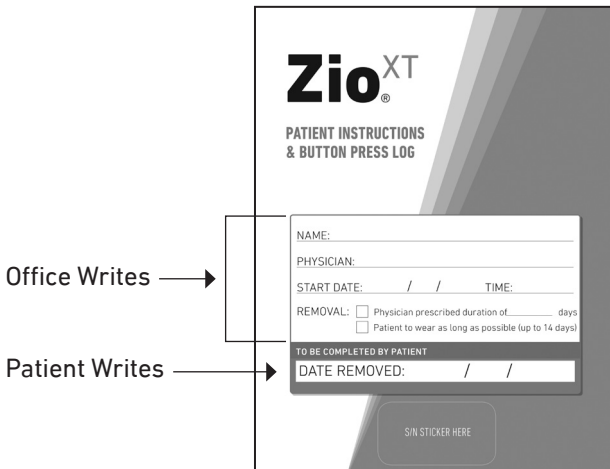 Zio XT ®
PATIENT INSTRUCTIONS
& BUTTON PRESS LOG
Office Writes
NAME:
PHYSICIAN:
START DATE: / / TIME:
REMOVAL: Physician prescribed duration of______ days
Patient to wear as long as possible (up to 14 days)
TO BE COMPLETED BY PATIENT
Patient Writes
DATE REMOVED: / /
S/N STICKER HERE